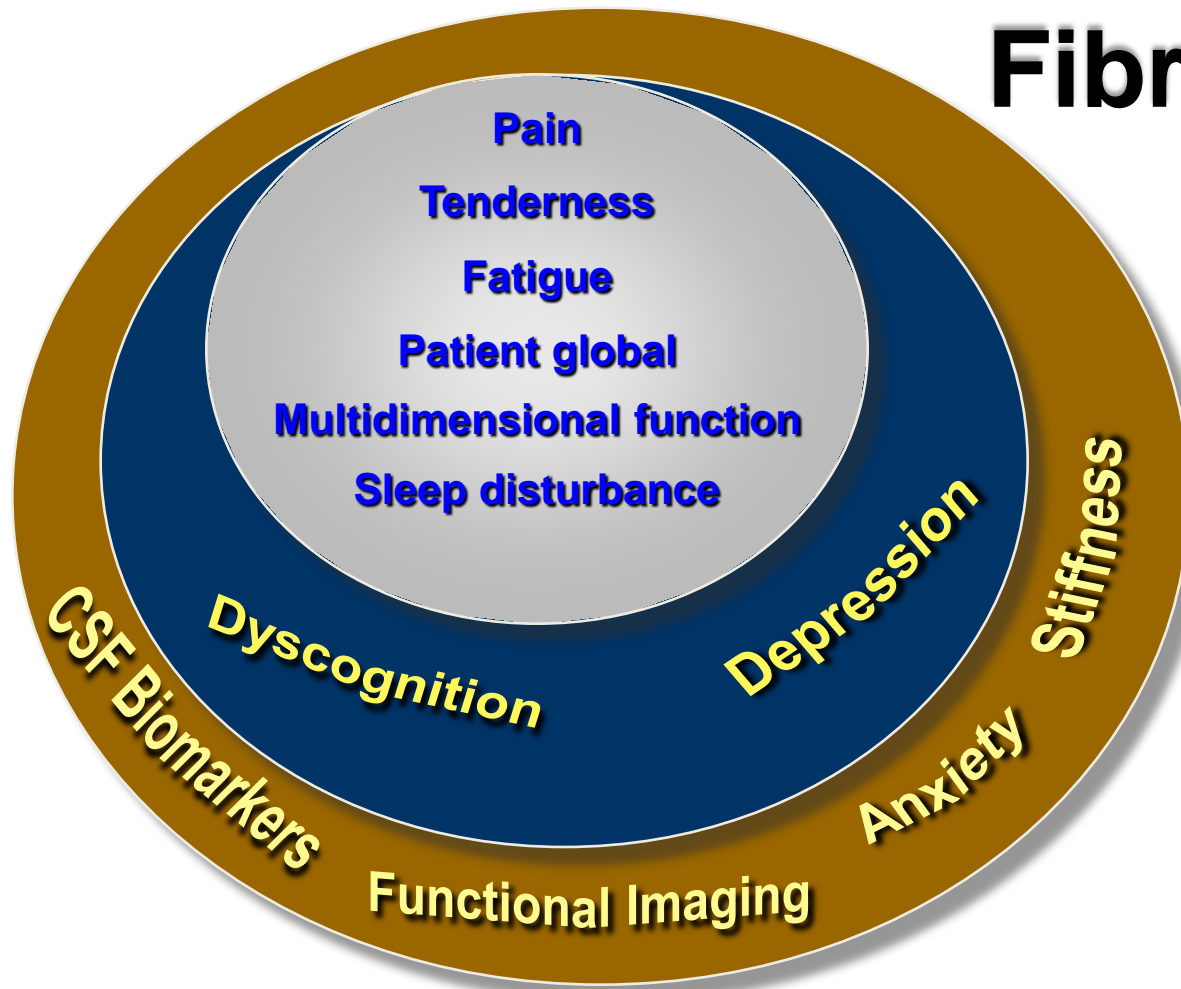 Fibr
Pain
Tenderness
Fatigue
Patient global
Multidimensional function
Sleep disturbance
Dyscognition
Depression
CSF Biomarkers
Functional Imaging
Anxiety
Stiffness